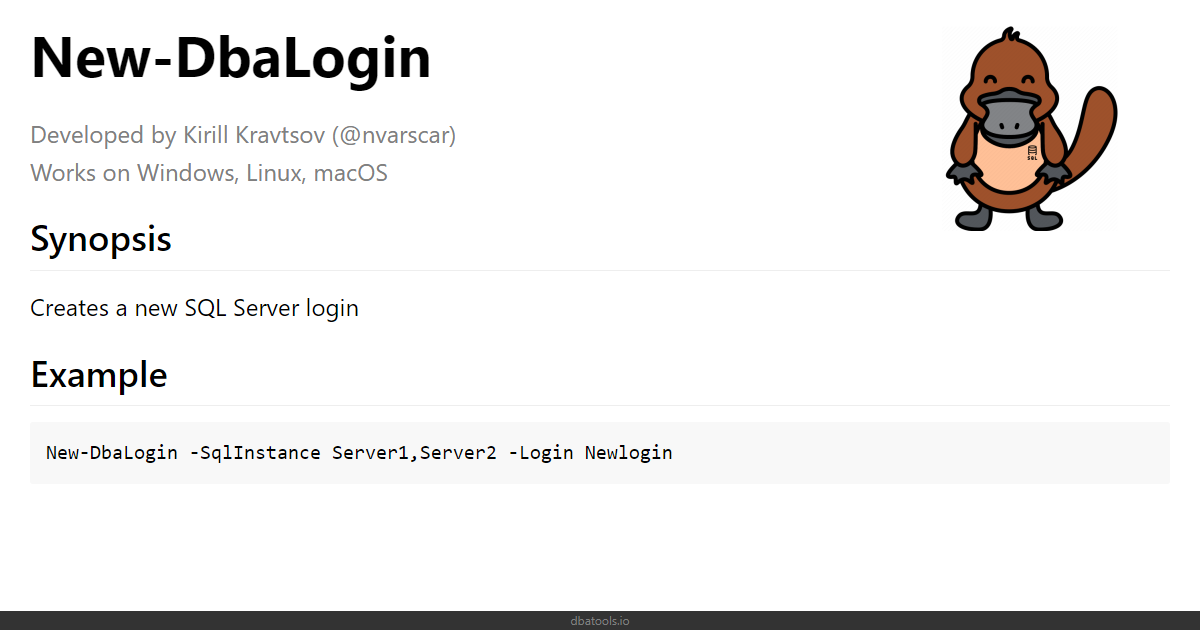 New-DbaLogin
Developed by Kirill Kravtsov (@nvarscar)
Works on Windows, Linux, macOS
SQL
Synopsis
Creates a new SQL Server login
Example
New-DbaLogin -SqlInstance Server1,Server2 -Login Newlogin
dbatools.io